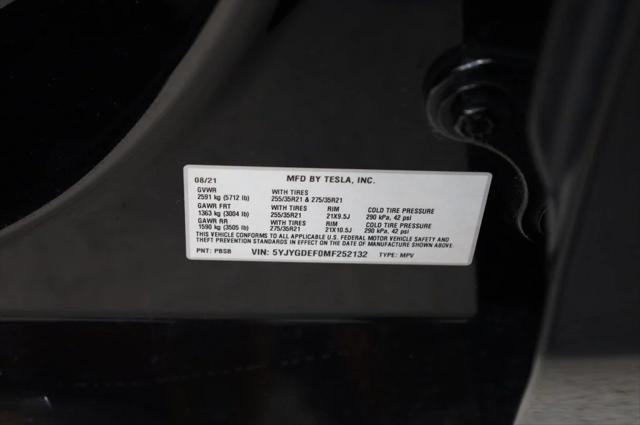 08/21 MFD BY TESLA, INC.
GVWR WITH TIRES
2591 kg (5712 lb) 255/35R21 & 275/35R21
GAWR FRT WITH TIRES RIM COLD TIRE PRESSURE
1363 kg (3004 lb) 255/35R21 21X9.5J 290 kPa, 42 psi
GAWR RR WITH TIRES RIM COLD TIRE PRESSURE
1590 kg (3505 lb) 275/35R21 21X10.5J 290 kPa, 42 psi
THIS VEHICLE CONFORMS TO ALL APPLICABLE U.S. FEDERAL MOTOR VEHICLE SAFETY AND
THEFT PREVENTION STANDARDS IN EFFECT ON THE DATE OF MANUFACTURE SHOWN ABOVE.
PNT: PBSB VIN: 5YJYGDEF0MF252132 TYPE: MPV